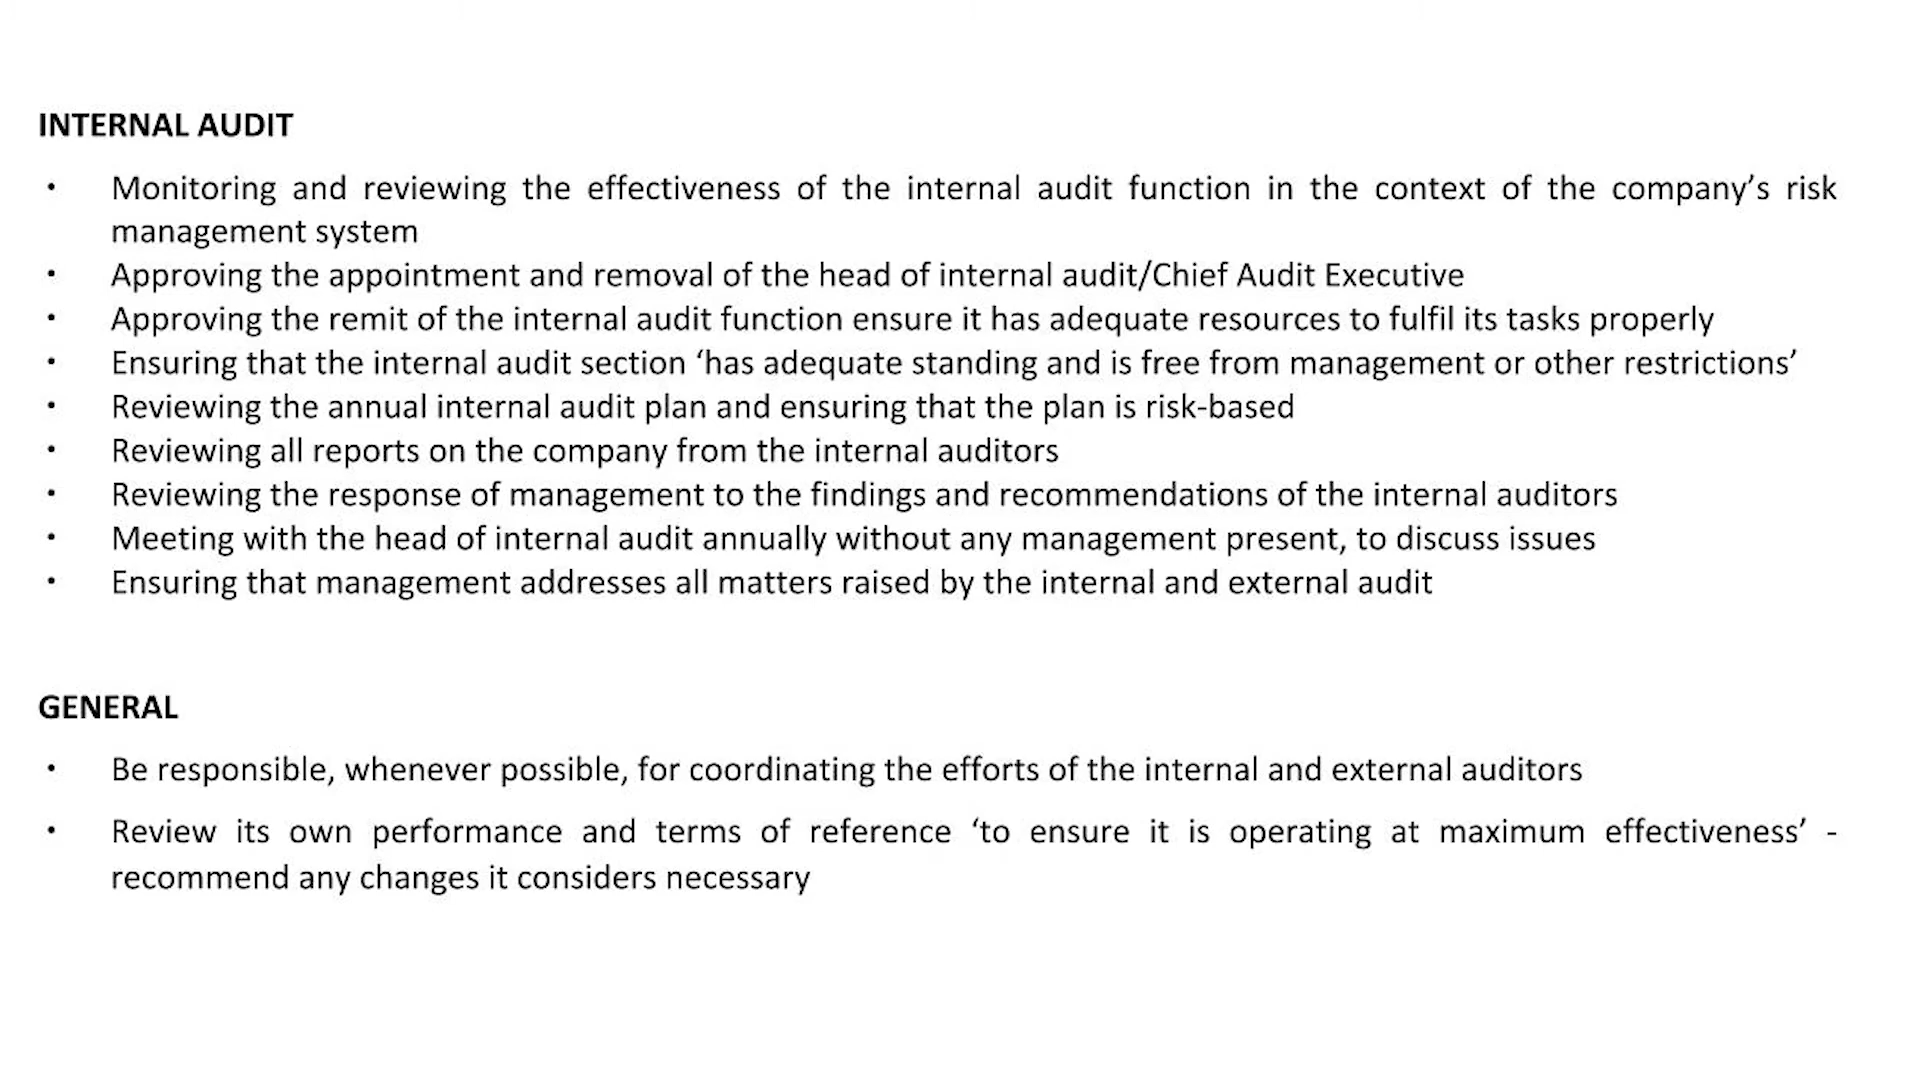 INTERNAL AUDIT
• Monitoring and reviewing the effectiveness of the internal audit function in the context of the company’s risk
management system
• Approving the appointment and removal of the head of internal audit/Chief Audit Executive
• Approving the remit of the internal audit function ensure it has adequate resources to fulfil its tasks properly
• Ensuring that the internal audit section ‘has adequate standing and is free from management or other restrictions’
• Reviewing the annual internal audit plan and ensuring that the plan is risk-based
• Reviewing all reports on the company from the internal auditors
• Reviewing the response of management to the findings and recommendations of the internal auditors
• Meeting with the head of internal audit annually without any management present, to discuss issues
• Ensuring that management addresses all matters raised by the internal and external audit
GENERAL
• Be responsible, whenever possible, for coordinating the efforts of the internal and external auditors
• Review its own performance and terms of reference ‘to ensure it is operating at maximum effectiveness’ -
recommend any changes it considers necessary